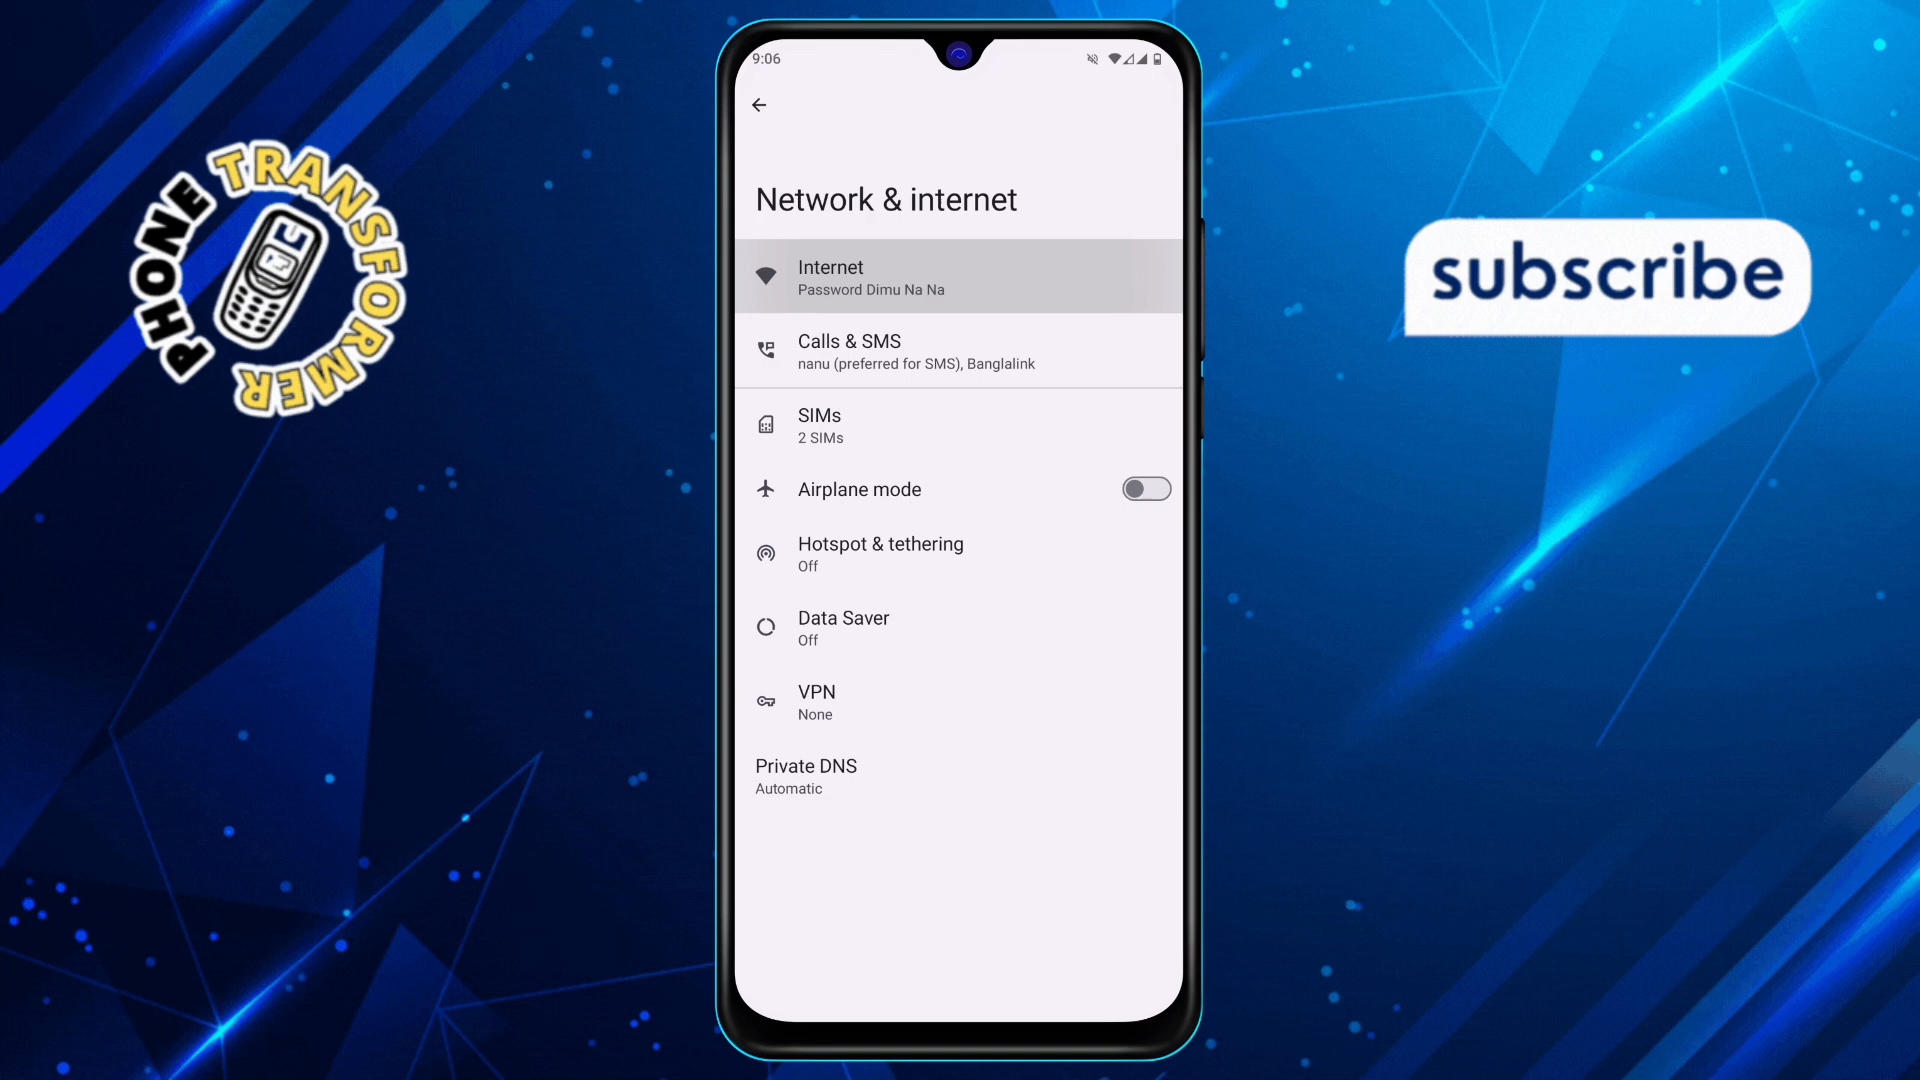 PHONE TRANSFORMER
9:06
Network & internet
Internet
Password Dimu Na Na
Calls & SMS
nanu (preferred for SMS), Banglalink
SIMs
2 SIMs
Airplane mode
Hotspot & tethering
Off
Data Saver
Off
VPN
None
Private DNS
Automatic
subscribe